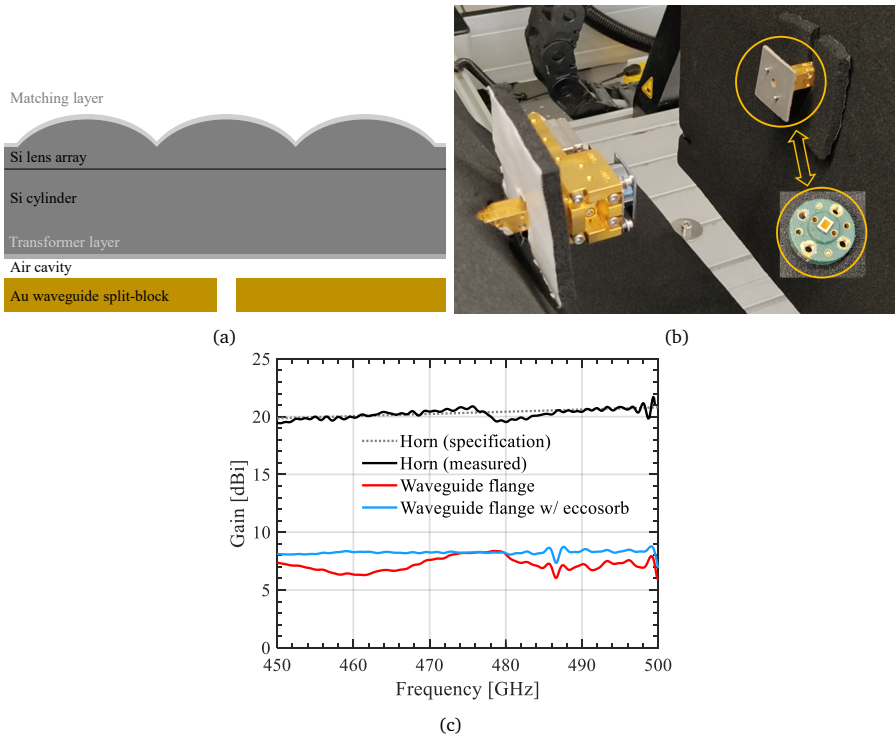 Matching layer
Si lens array
Si cylinder
Transformer layer
Air cavity
Au waveguide split-block
(a)
(b)
25
20
15
10
5
0
Gain [dBi]
Horn (specification)
Horn (measured)
Waveguide flange
Waveguide flange w/ eccosorb
450 460 470 480 490 500
Frequency [GHz]
(c)